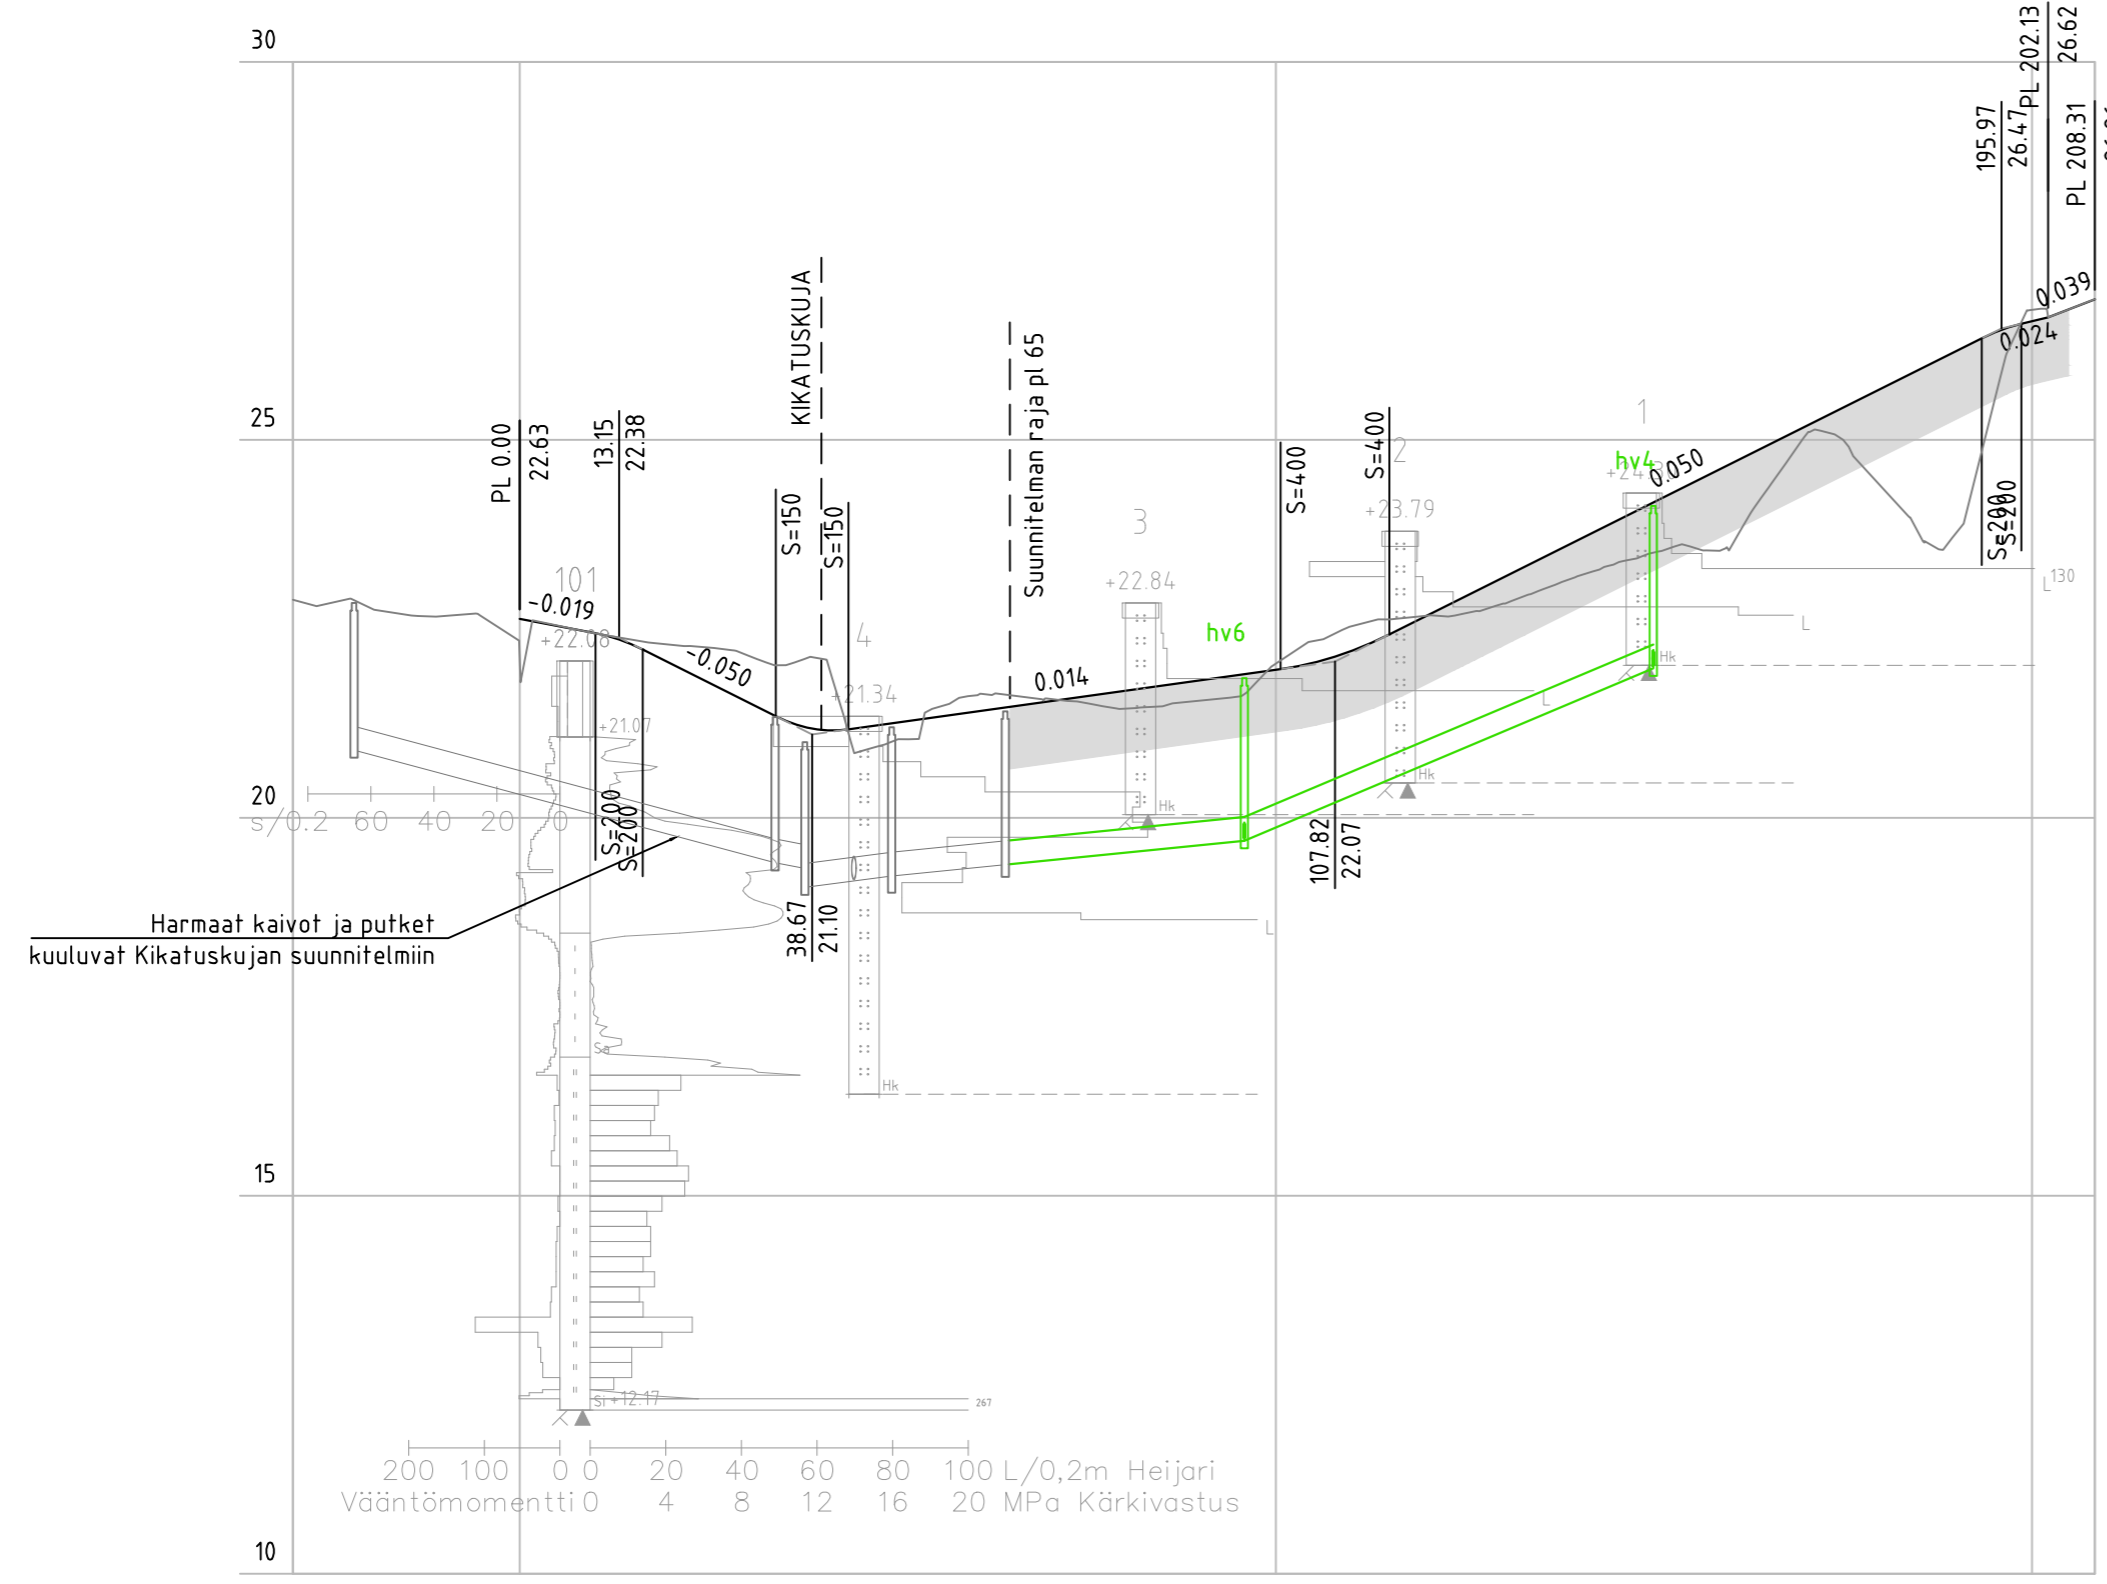 30
25
20
15
10
PL 0.00
22.63
13.15
22.38
-0.019
101
+22.08
+21.07
-0.050
S=200
S=200
S=150
S=150
KIKATUSKUJA
4
+21.34
38.67
21.10
Suunnitelman raja pl 65
0.014
3
+22.84
hv6
S=400
S=400
2
+23.79
107.82
22.07
1
hv4
0.050
195.97
26.47
PL 202.13
26.62
PL 208.31
0.039
0.024
S=200
S=200
L
130
L
L
L
Hk
Hk
Hk
Hk
s/0.2 60 40 20 0
Harmaat kaivot ja putket
kuuluvat Kikatuskujan suunnitelmiin
Sa
Si +12.17
267
200 100 0 0 20 40 60 80 100 L/0,2m Heijari
Vääntömomentti 0 4 8 12 16 20 MPa Kärkivastus